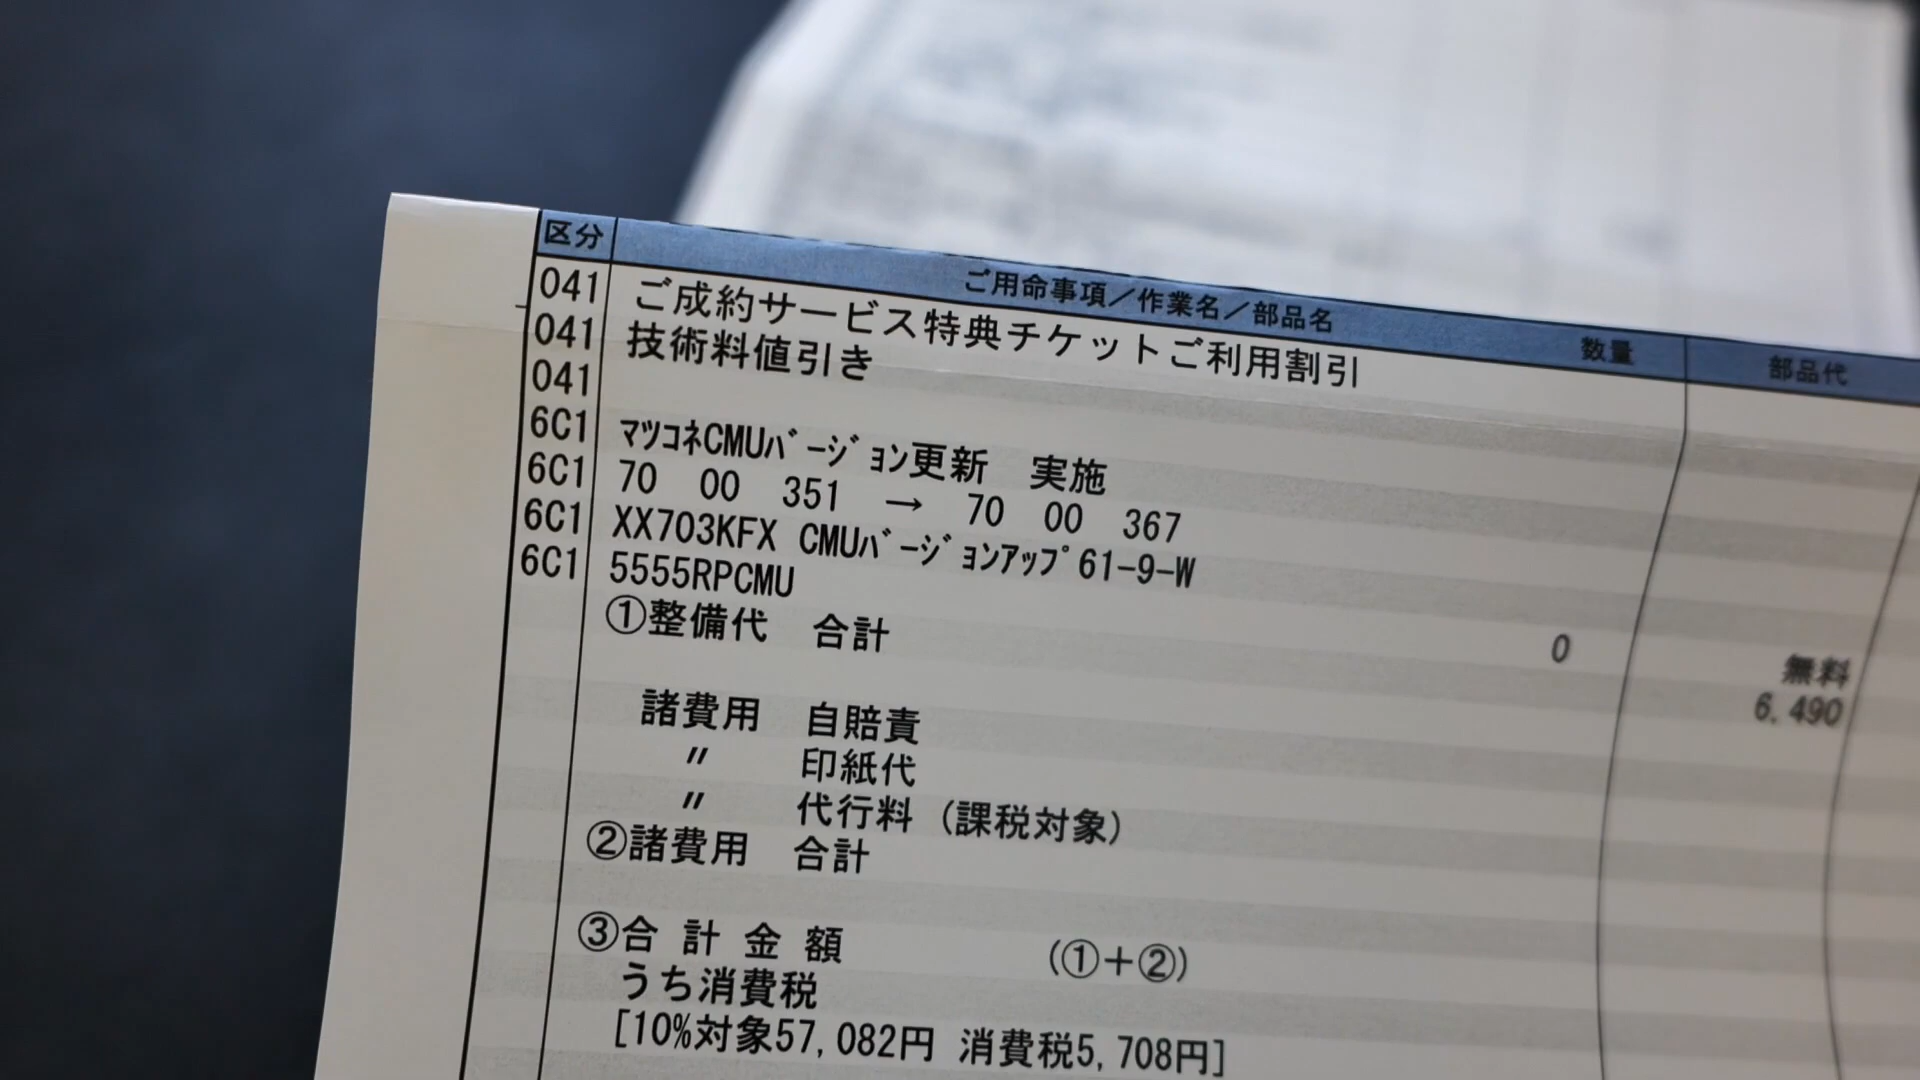 区分 ご用命事項／作業名／部品名 数量 部品代
041 ご成約サービス特典チケットご利用割引
041 技術料値引き
041
6C1 ﾏﾂｺﾈCMUﾊﾞｰｼﾞｮﾝ更新 実施
6C1 70 00 351 → 70 00 367
6C1 XX703KFX CMUﾊﾞｰｼﾞｮﾝｱｯﾌﾟ61-9-W
6C1 5555RPCMU 0 無料
①整備代 合計 6,490
諸費用 自賠責
〃 印紙代
〃 代行料 (課税対象)
②諸費用 合計
③合計金額 (①＋②)
うち消費税
[10%対象57,082円 消費税5,708円]